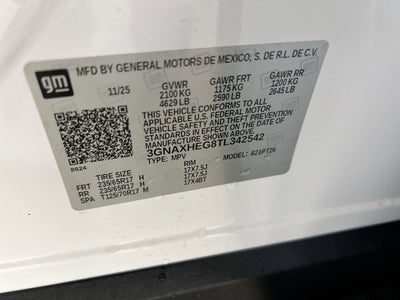 gm
MFD BY GENERAL MOTORS DE MEXICO, S. DE R.L. DE C.V.
11/25 GVWR GAWR FRT GAWR RR
2100 KG 1175 KG 1200 KG
4629 LB 2590 LB 2645 LB
THIS VEHICLE CONFORMS TO ALL APPLICABLE
U.S. FEDERAL MOTOR
VEHICLE SAFETY AND THEFT PREVENTION
STANDARDS IN EFFECT ON THE DATE OF
MANUFACTURE SHOWN ABOVE.
3GNAXHEG8TL342542
TYPE: MPV MODEL: 821PT26
8624
TIRE SIZE RIM
FRT 235/65R17 H 17X7.5J
RR 235/65R17 H 17X7.5J
SPA T125/70R17 M 17X4BT